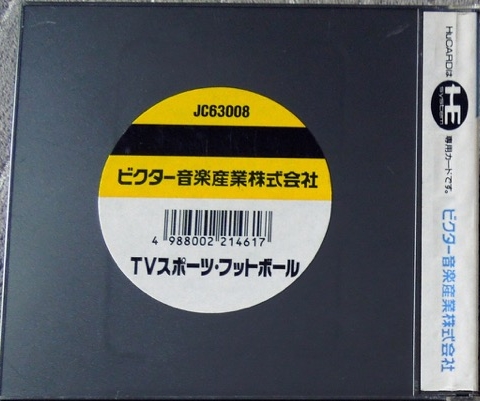 JC63008
ビクター音楽産業株式会社
4 988002 214617
TVスポーツ・フットボール
HuCARDは
HE
system
専用カードです。
ビクター音楽産業株式会社